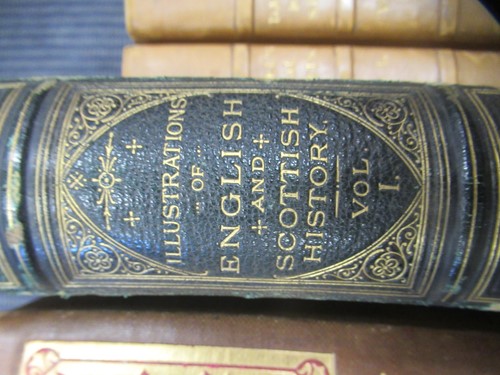 ILLUSTRATIONS
OF
ENGLISH
AND
SCOTTISH
HISTORY.
VOL
I.